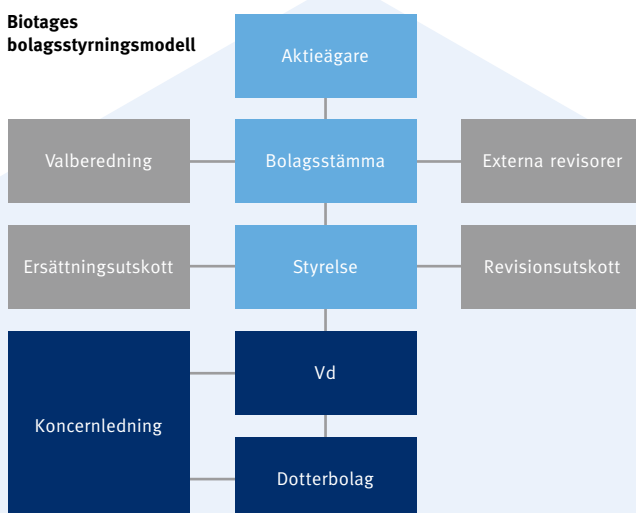 Biotages
bolagsstyrningsmodell
Aktieägare
Valberedning
Bolagsstämma
Externa revisorer
Ersättningsutskott
Styrelse
Revisionsutskott
Vd
Koncernledning
Dotterbolag